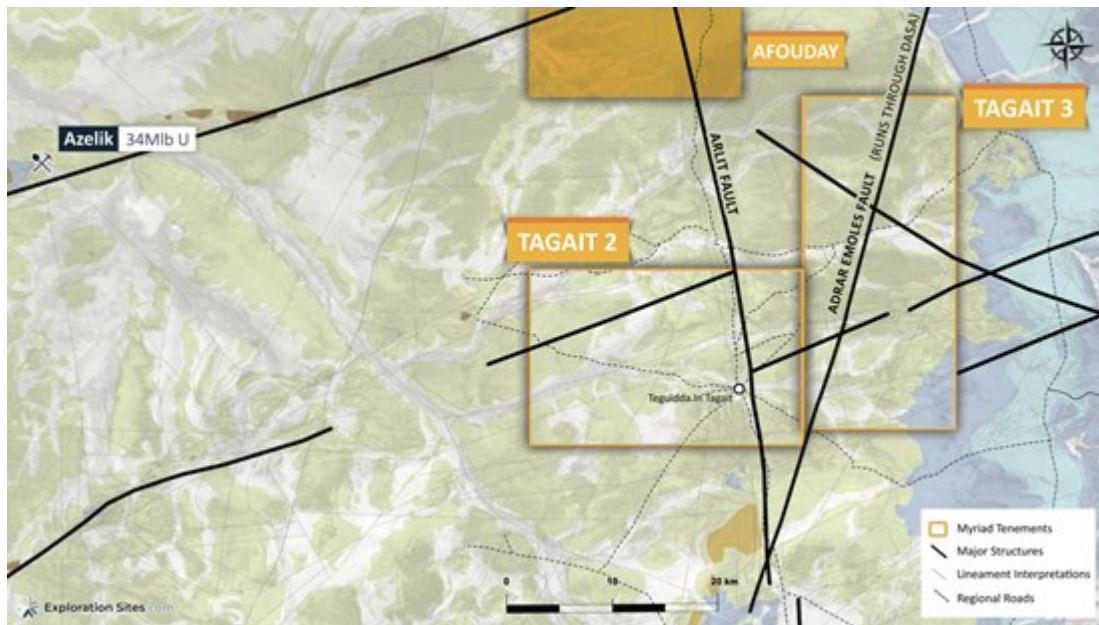 AFOUDAY
TAGAIT 3
Azelik 34Mlb U
ARLIT FAULT
ADRAR EMOLES FAULT (RUNS THROUGH DASA)
TAGAIT 2
Teguidda.In Tagait
Myriad Tenements
Major Structures
Lineament Interpretations
Regional Roads
0 10 20 km
Exploration Sites.com